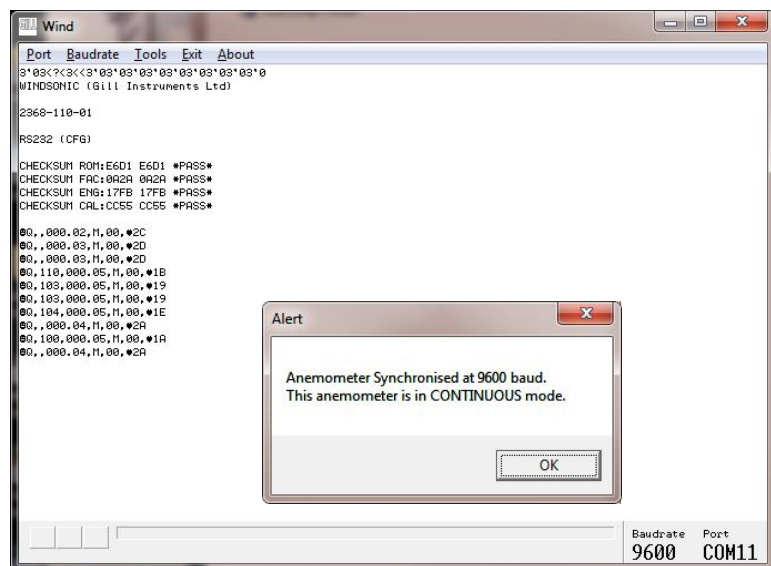 GILL Wind
Port Baudrate Tools Exit About
3'03<?<3<<3'03'03'03'03'03'03'03'03'0
WINDSONIC (Gill Instruments Ltd)
2368-110-01
RS232 (CFG)
CHECKSUM ROM:E6D1 E6D1 *PASS*
CHECKSUM FAC:0A2A 0A2A *PASS*
CHECKSUM ENG:17FB 17FB *PASS*
CHECKSUM CAL:CC55 CC55 *PASS*
☻Q,,000.02,M,00,♥2C
☻Q,,000.03,M,00,♥2D
☻Q,,000.03,M,00,♥2D
☻Q,110,000.05,M,00,♥1B
☻Q,103,000.05,M,00,♥19
☻Q,103,000.05,M,00,♥19
☻Q,104,000.05,M,00,♥1E
☻Q,,000.04,M,00,♥2A
☻Q,100,000.05,M,00,♥1A
☻Q,,000.04,M,00,♥2A
Alert
Anemometer Synchronised at 9600 baud.
This anemometer is in CONTINUOUS mode.
OK
Baudrate Port
9600 COM11